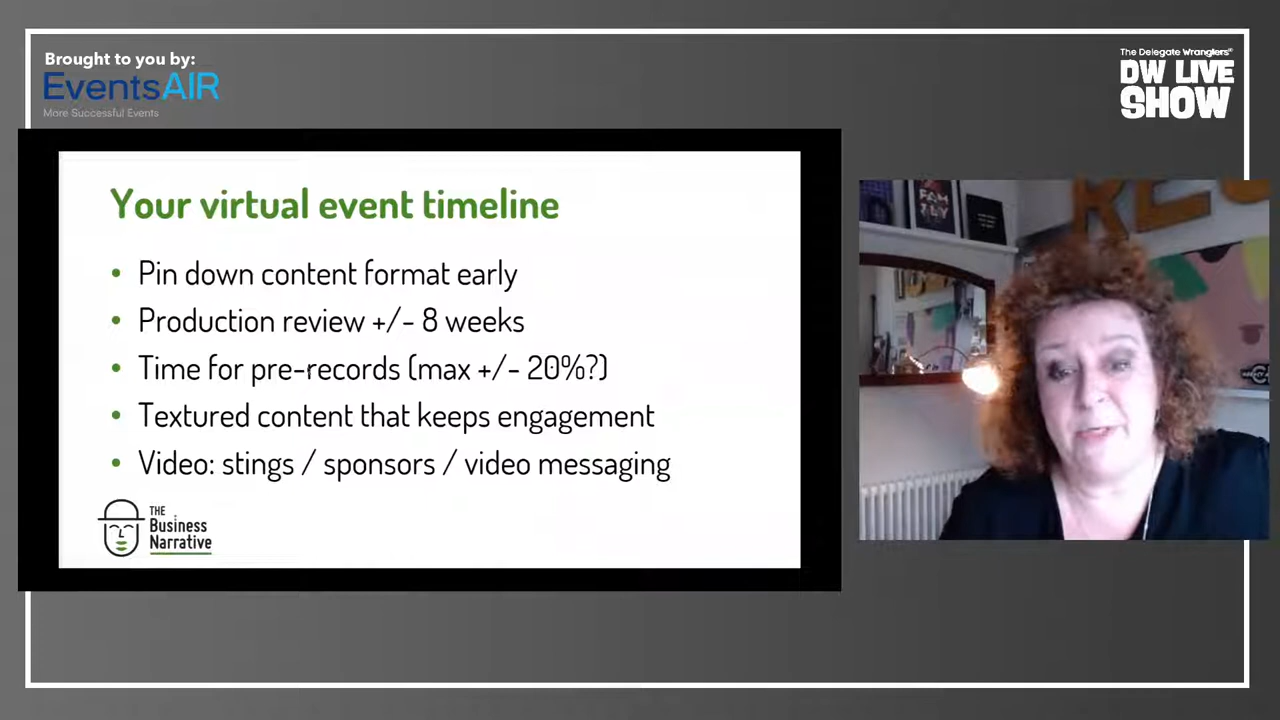 Brought to you by:
EventsAIR
More Successful Events
The Delegate Wranglers®
DW LIVE
SHOW
Your virtual event timeline
• Pin down content format early
• Production review +/- 8 weeks
• Time for pre-records (max +/- 20%?)
• Textured content that keeps engagement
• Video: stings / sponsors / video messaging
THE
Business
Narrative
FAM
ILY